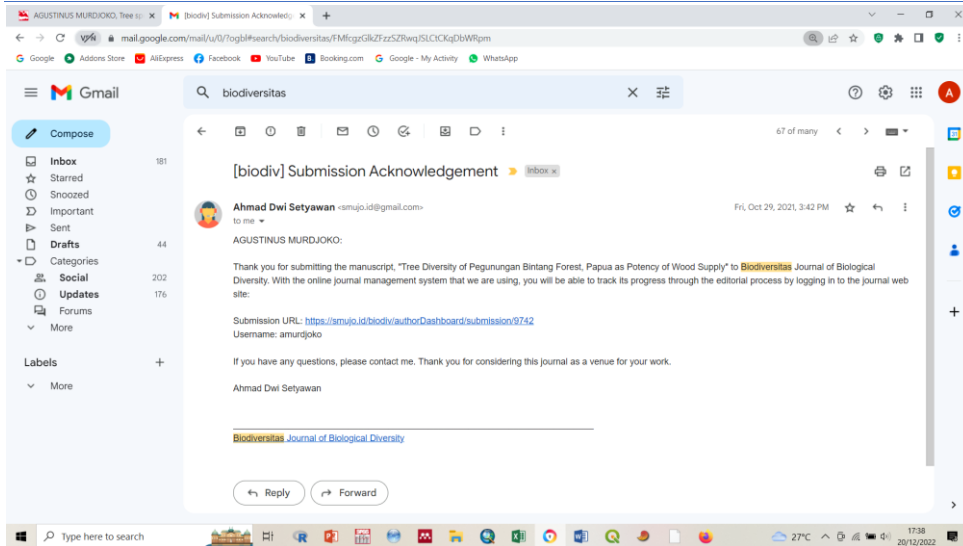 AGUSTINUS MURDJOKO, Tree sp
[biodiv] Submission Acknowledge
mail.google.com/mail/u/0/?ogbl#search/biodiversitas/FMfcgzGlkZFzzSZRwqJSLCtCKqDbWRpm
Google Addons Store AliExpress Facebook YouTube Booking.com Google - My Activity WhatsApp
Gmail
biodiversitas
A
Compose
67 of many
Inbox 181
Starred
Snoozed
Important
Sent
Drafts 44
Categories
Social 202
Updates 176
Forums
More
Labels
More
[biodiv] Submission Acknowledgement Inbox x
Ahmad Dwi Setyawan <smujo.id@gmail.com> Fri, Oct 29, 2021, 3:42 PM
to me
AGUSTINUS MURDJOKO:
Thank you for submitting the manuscript, "Tree Diversity of Pegunungan Bintang Forest, Papua as Potency of Wood Supply" to Biodiversitas Journal of Biological
Diversity. With the online journal management system that we are using, you will be able to track its progress through the editorial process by logging in to the journal web
site:
Submission URL: https://smujo.id/biodiv/authorDashboard/submission/9742
Username: amurdjoko
If you have any questions, please contact me. Thank you for considering this journal as a venue for your work.
Ahmad Dwi Setyawan
Biodiversitas Journal of Biological Diversity
Reply Forward
Type here to search
27°C
17:38
20/12/2022